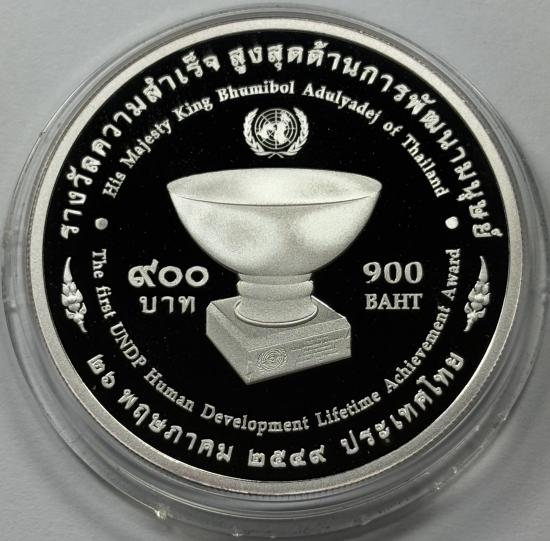 รางวัลความสำเร็จ สูงสุดด้านการพัฒนามนุษย์
His Majesty King Bhumibol Adulyadej of Thailand
๙๐๐
บาท
900
BAHT
The first UNDP Human Development Lifetime Achievement Award
๒๖ พฤษภาคม ๒๕๔๙ ประเทศไทย